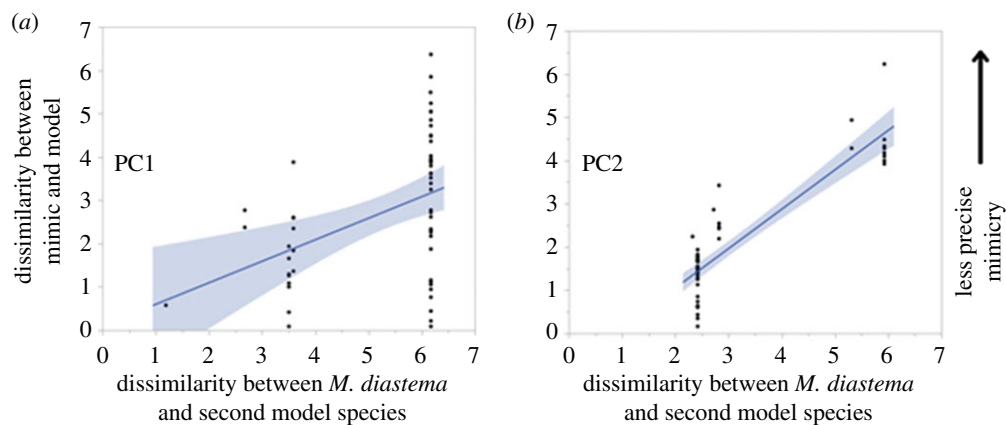 (a)
7
6
5
4
3
2
1
0
dissimilarity between
mimic and model
PC1
0 1 2 3 4 5 6 7
dissimilarity between M. diastema
and second model species
(b)
7
6
5
4
3
2
1
0
PC2
0 1 2 3 4 5 6 7
dissimilarity between M. diastema
and second model species
less precise
mimicry